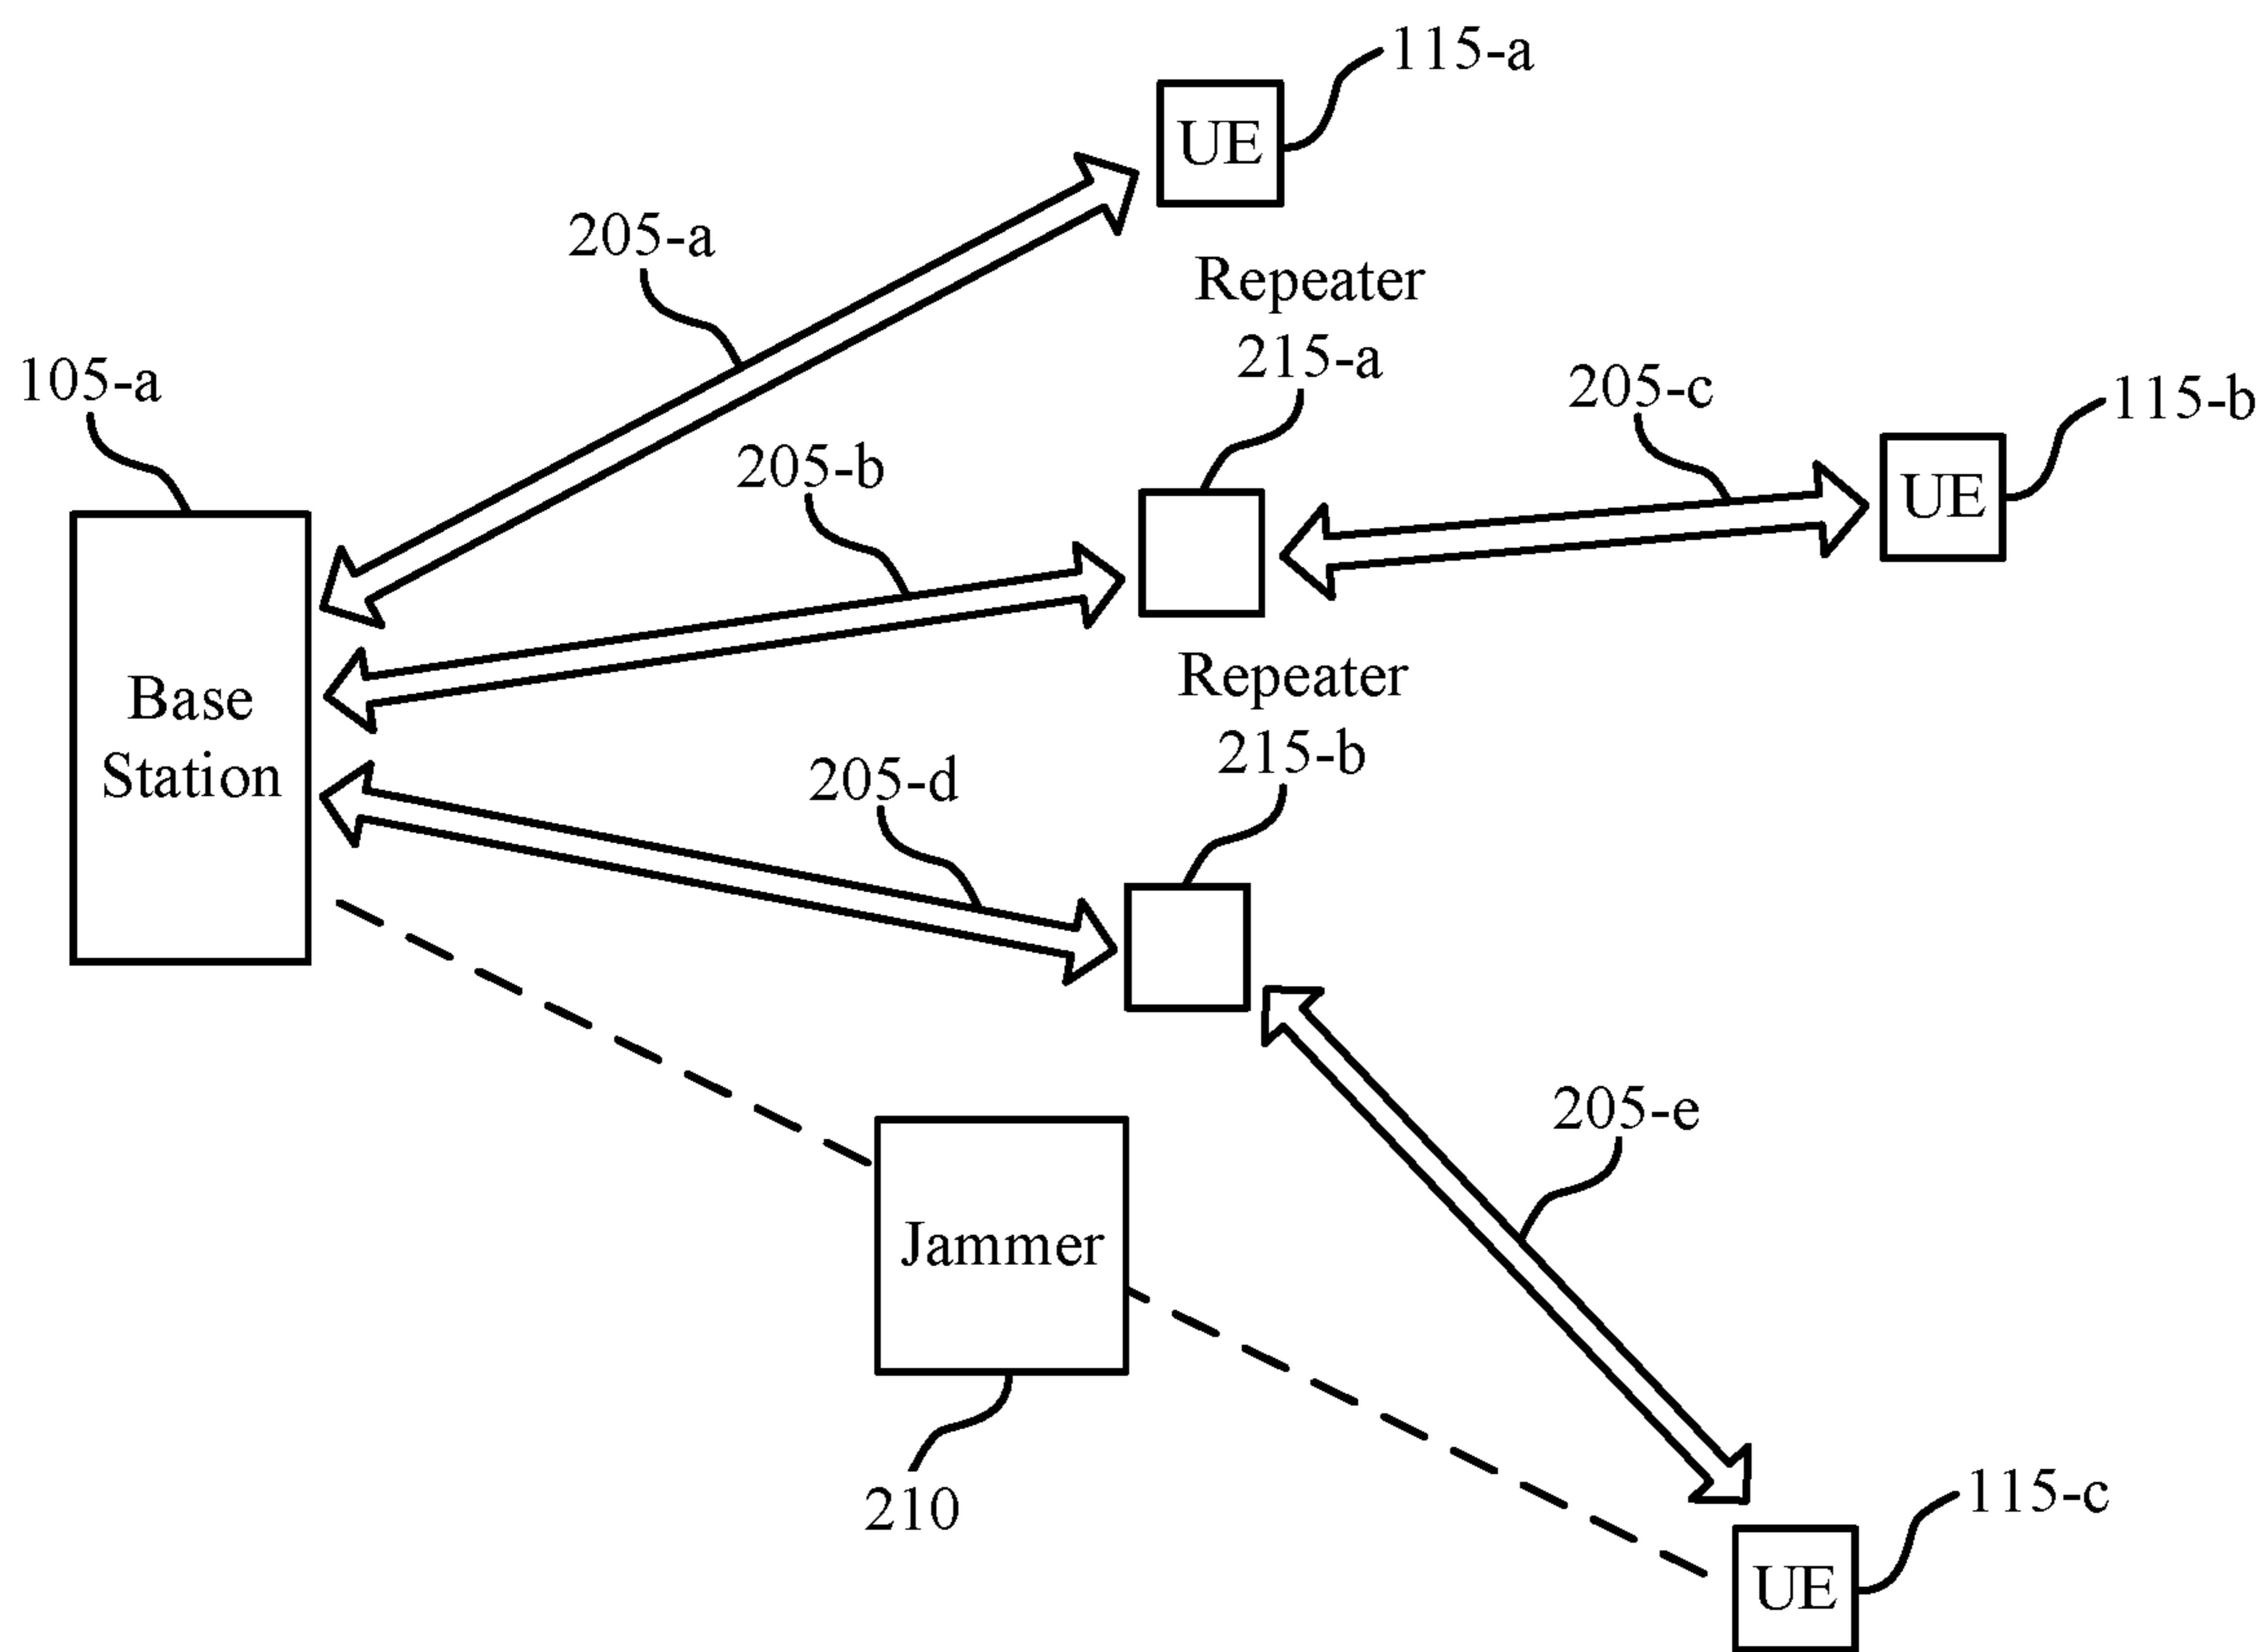 115-a
UE
205-a
Repeater
215-a
105-a
205-c
115-b
205-b
UE
Repeater
215-b
Base
Station
205-d
205-e
Jammer
210
115-c
UE